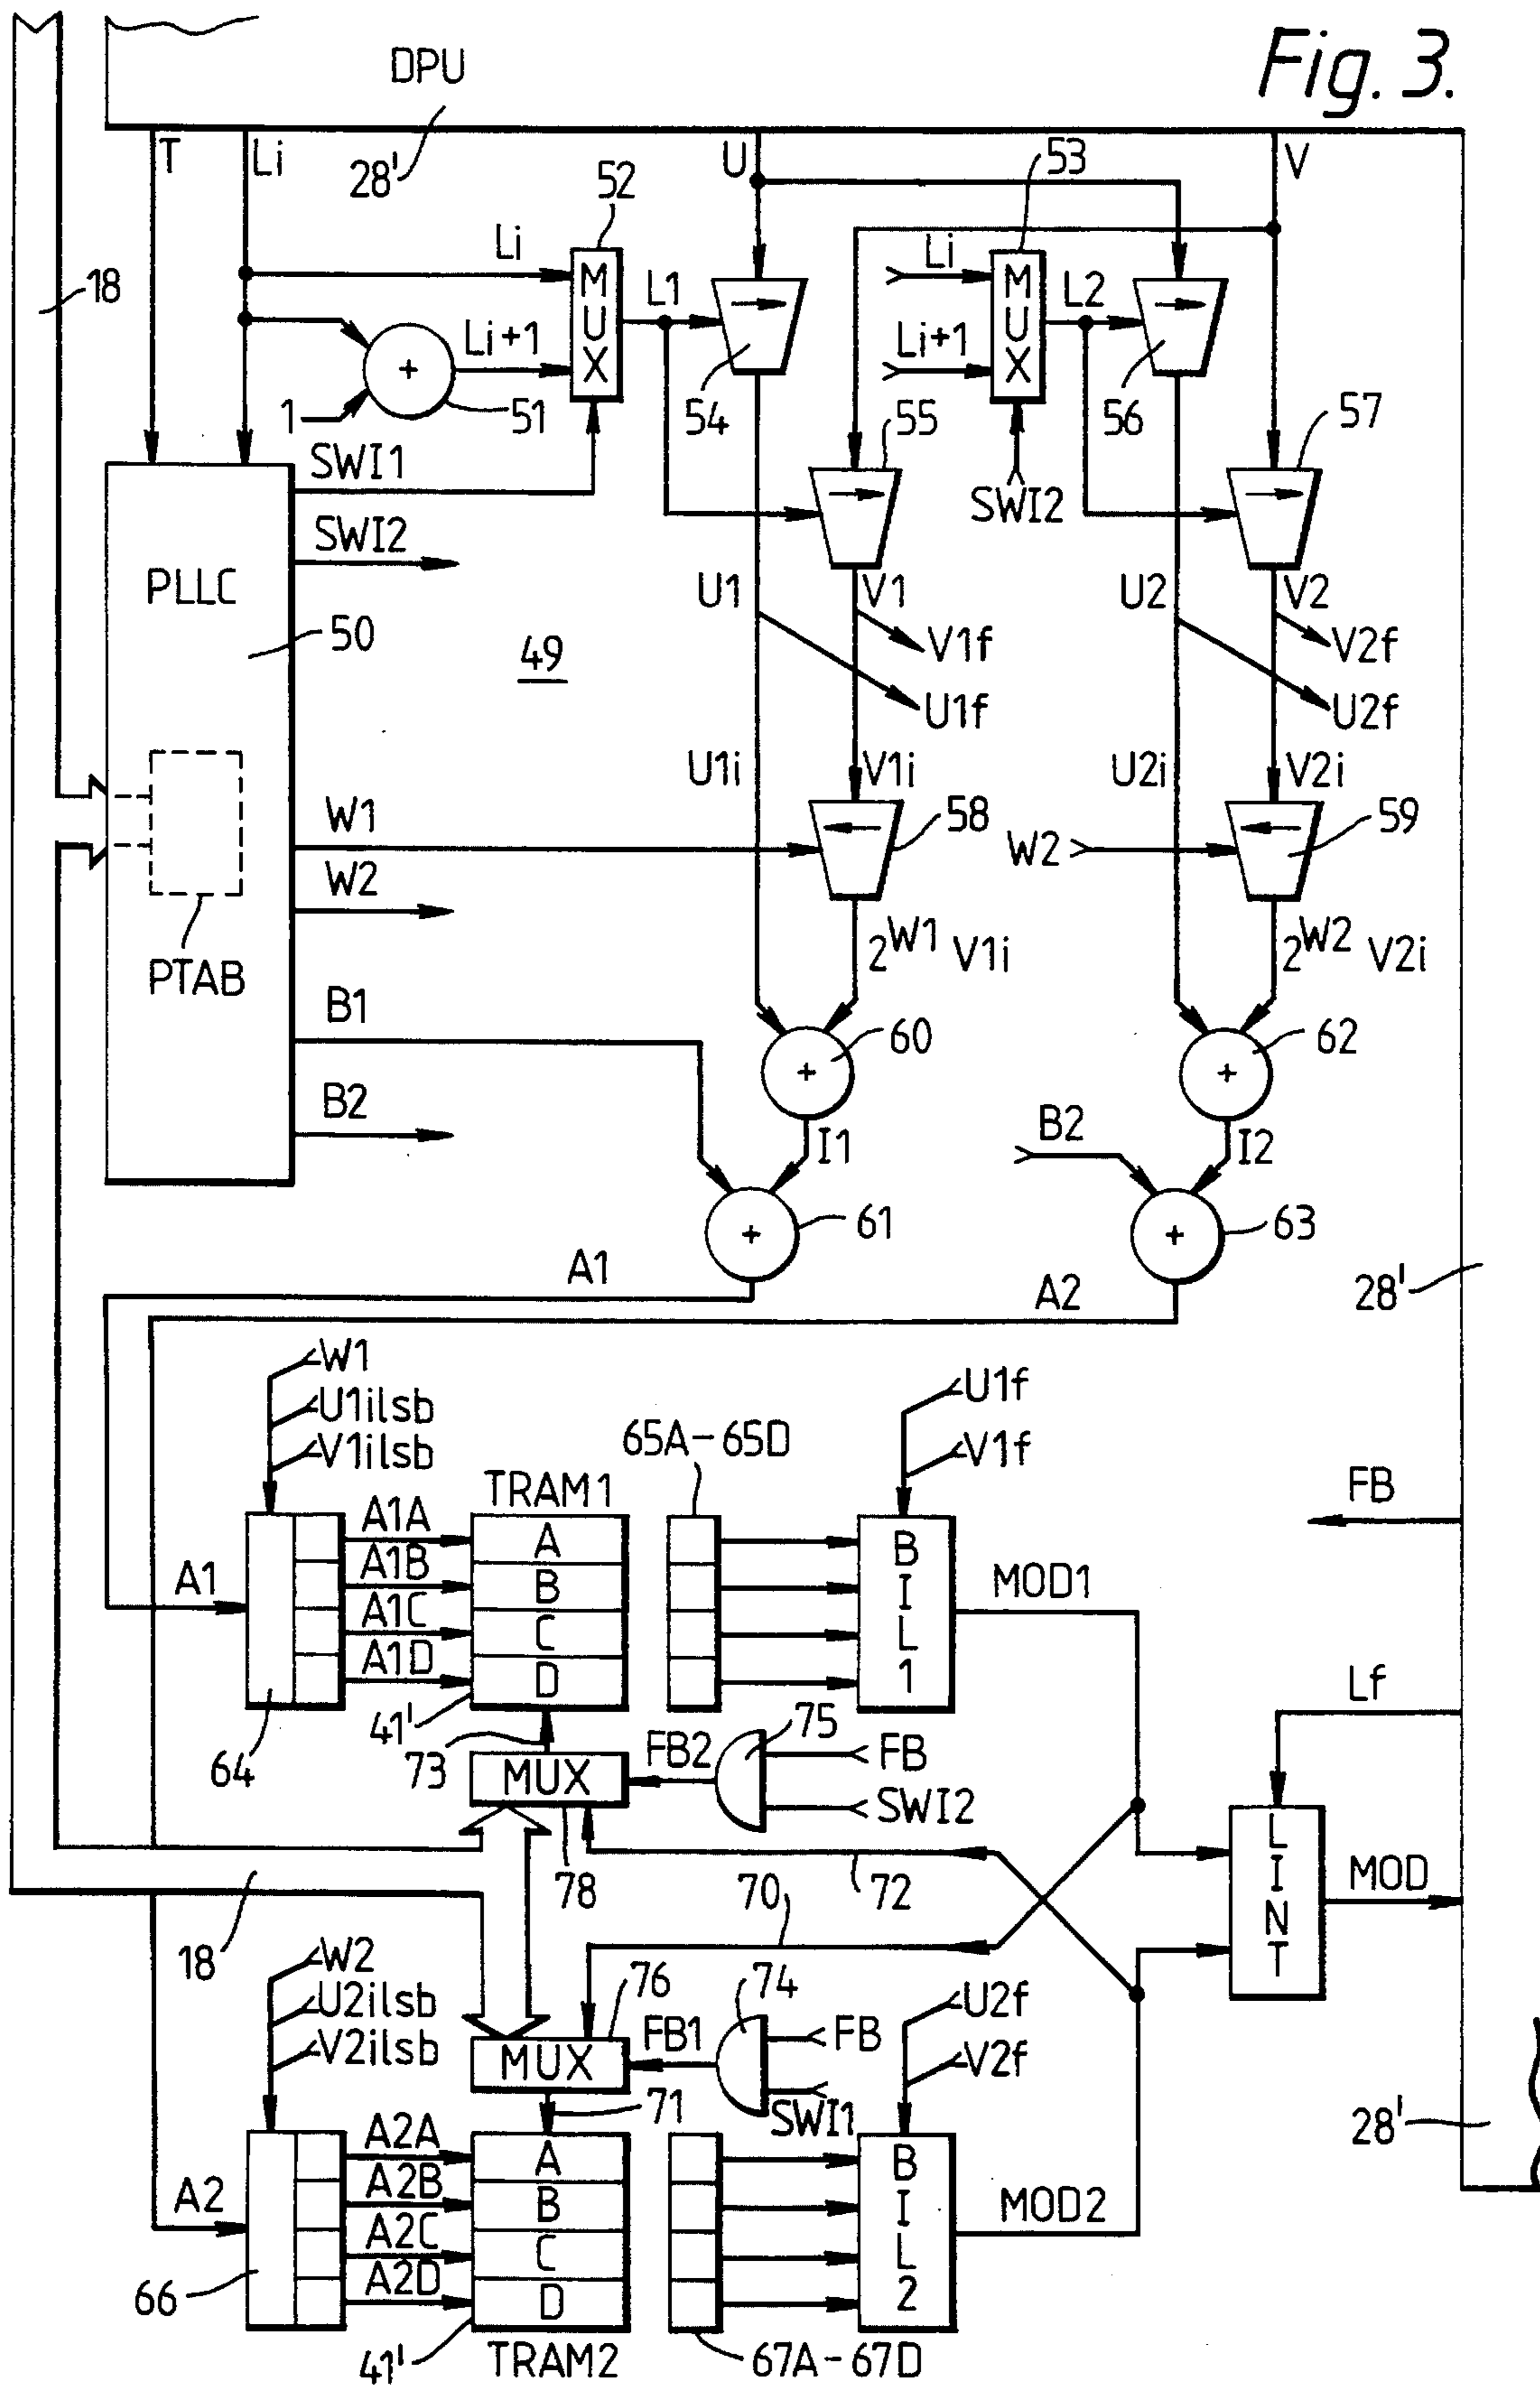 Fig. 3.
DPU
28'
T
Li
U
V
52
53
18
Li
MUX
L1
Li
MUX
L2
+
Li+1
Li+1
1
51
54
55
56
57
SWI1
SWI2
SWI2
PLLC
50
49
U1
V1
U2
V2
V1f
V2f
U1f
U2f
U1i
V1i
U2i
V2i
W1
58
W2
59
W2
2W1 V1i
2W2 V2i
PTAB
B1
60
62
+
+
B2
I1
B2
I2
61
63
+
+
A1
A2
28'
W1
U1ilsb
V1ilsb
U1f
V1f
65A-65D
TRAM1
FB
A1A
A1B
A1C
A1D
A
B
C
D
BIL1
MOD1
A1
64
41'
73
Lf
75
FB2
FB
MUX
SWI2
78
72
70
LINT
MOD
18
W2
U2ilsb
V2ilsb
76
74
FB1
FB
MUX
SWI1
U2f
V2f
71
28'
A2A
A2B
A2C
A2D
A
B
C
D
BIL2
MOD2
A2
66
41'
TRAM2
67A-67D